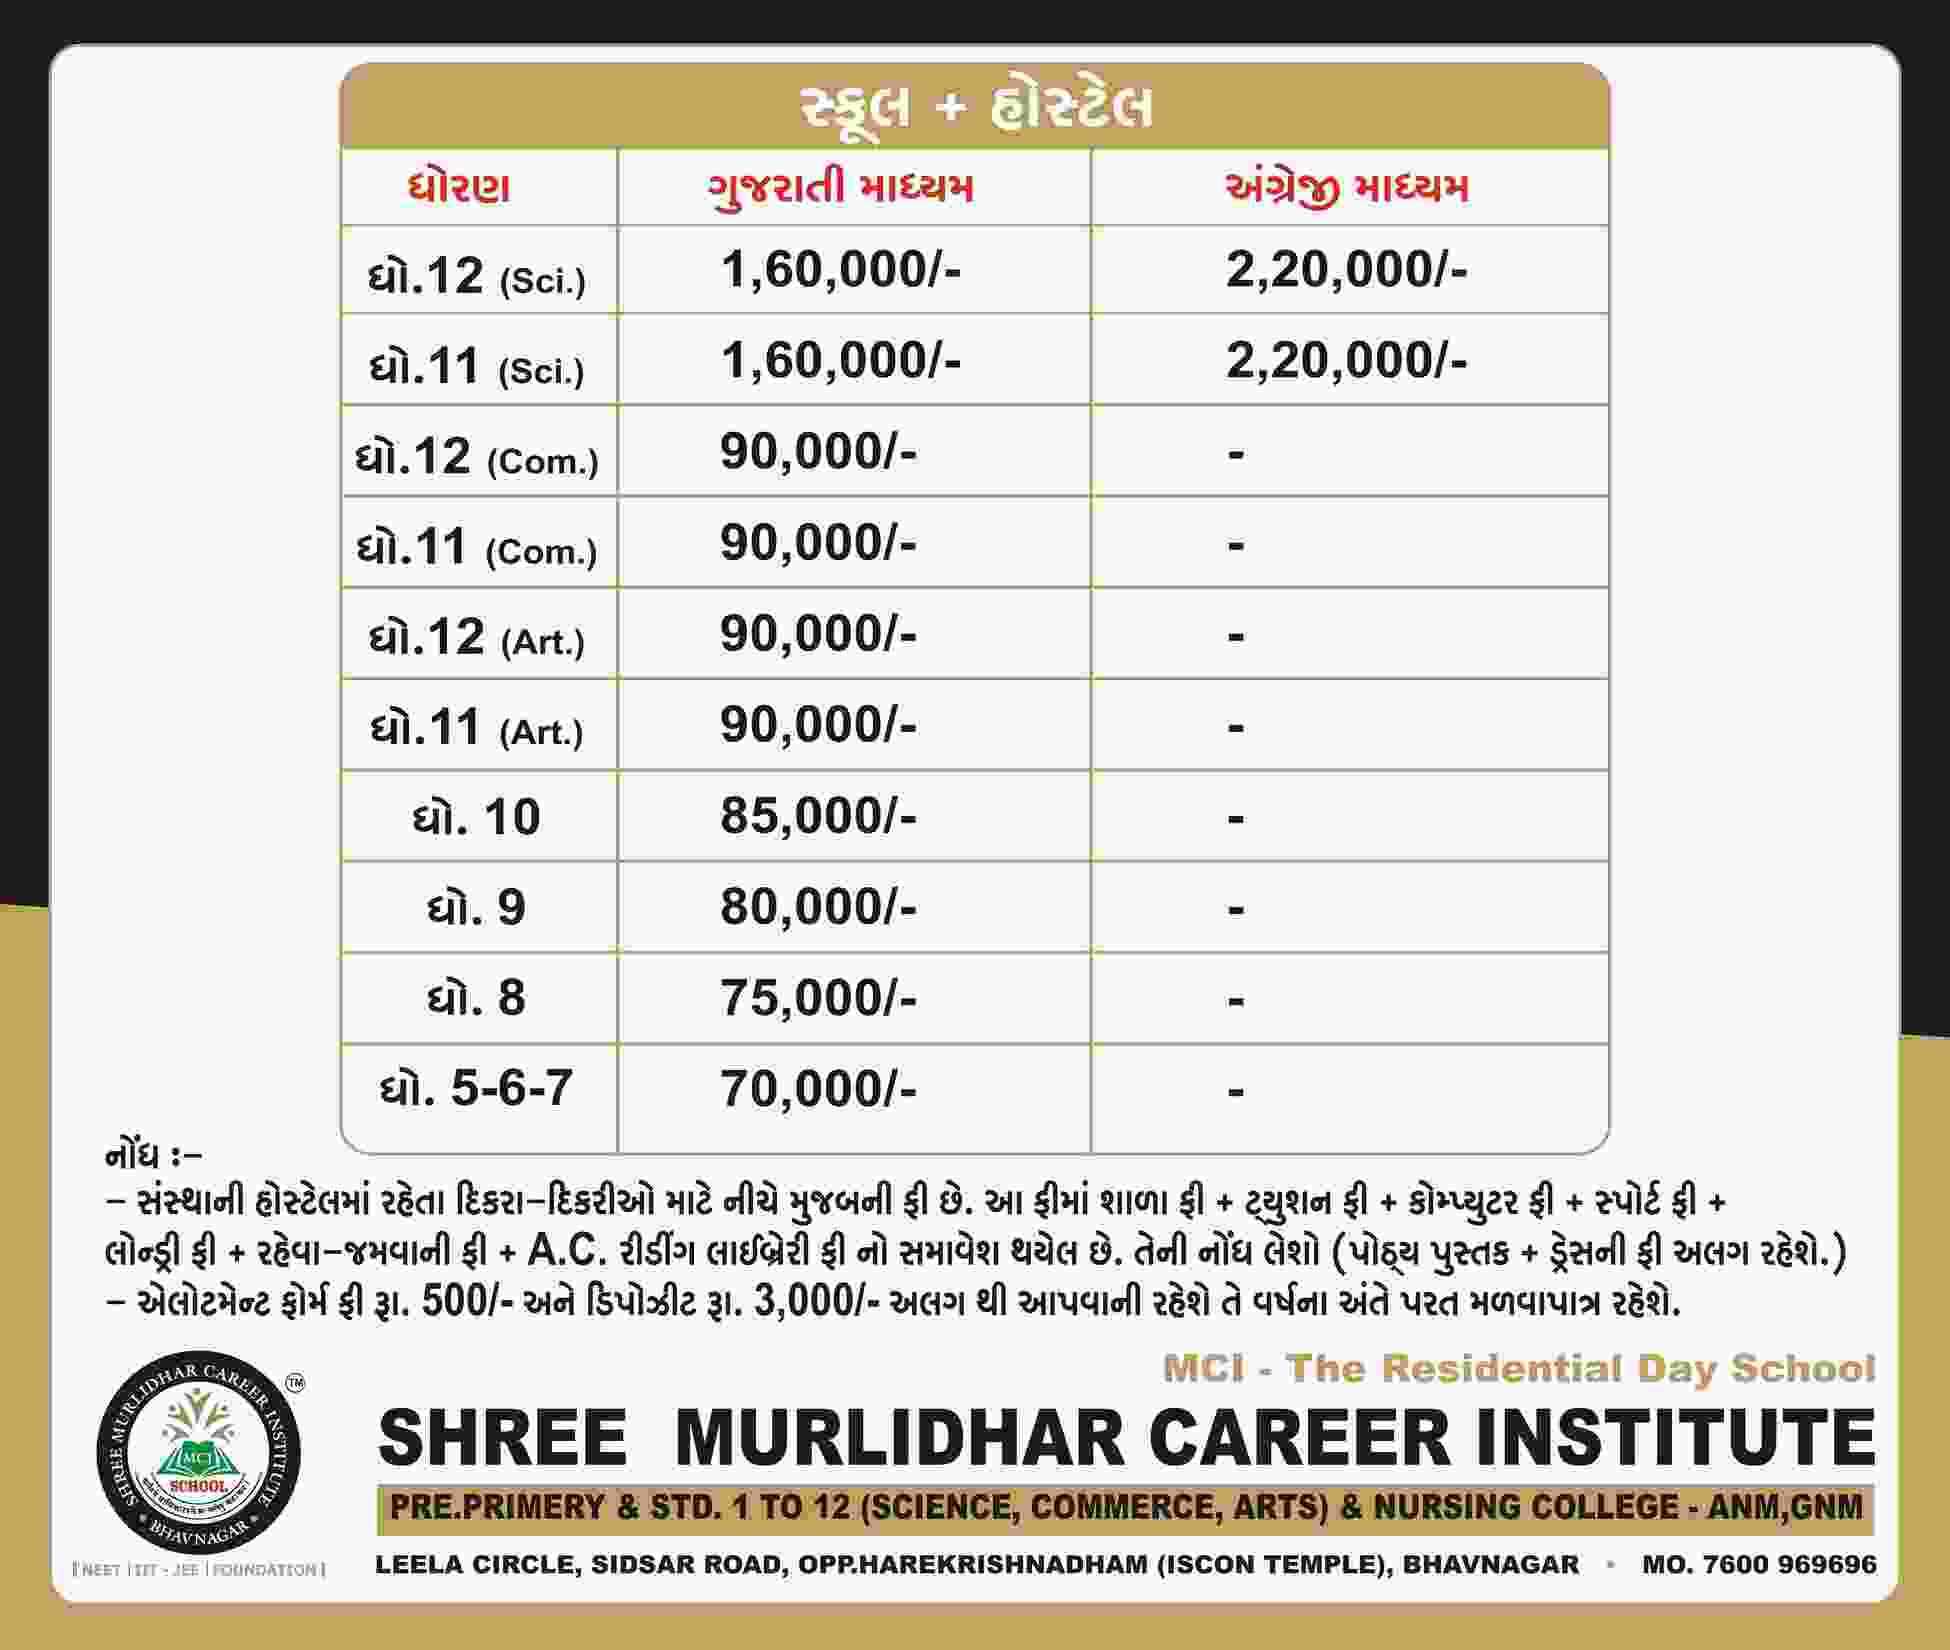 સ્કૂલ + હોસ્ટેલ
ધોરણ ગુજરાતી માધ્યમ અંગ્રેજી માધ્યમ
ધો.12 (Sci.) 1,60,000/- 2,20,000/-
ધો.11 (Sci.) 1,60,000/- 2,20,000/-
ધો.12 (Com.) 90,000/- -
ધો.11 (Com.) 90,000/- -
ધો.12 (Art.) 90,000/- -
ધો.11 (Art.) 90,000/- -
ધો. 10 85,000/- -
ધો. 9 80,000/- -
ધો. 8 75,000/- -
ધો. 5-6-7 70,000/- -
નોંધ :–
– સંસ્થાની હોસ્ટેલમાં રહેતા દિકરા–દિકરીઓ માટે નીચે મુજબની ફી છે. આ ફીમાં શાળા ફી + ટ્યુશન ફી + કોમ્પ્યુટર ફી + સ્પોર્ટ ફી +
લોન્ડ્રી ફી + રહેવા–જમવાની ફી + A.C. રીડીંગ લાઈબ્રેરી ફી નો સમાવેશ થયેલ છે. તેની નોંધ લેશો (પોઠ્ય પુસ્તક + ડ્રેસની ફી અલગ રહેશે.)
– એલોટમેન્ટ ફોર્મ ફી રૂા. 500/- અને ડિપોઝીટ રૂા. 3,000/- અલગ થી આપવાની રહેશે તે વર્ષના અંતે પરત મળવાપાત્ર રહેશે.
MCI - The Residential Day School
SHREE MURLIDHAR CAREER INSTITUTE
PRE.PRIMERY & STD. 1 TO 12 (SCIENCE, COMMERCE, ARTS) & NURSING COLLEGE - ANM,GNM
LEELA CIRCLE, SIDSAR ROAD, OPP.HAREKRISHNADHAM (ISCON TEMPLE), BHAVNAGAR • MO. 7600 969696
SHREE MURLIDHAR CAREER INSTITUTE
TM
MCI
SCHOOL
* BHAVNAGAR *
| NEET | IIT - JEE | FOUNDATION |